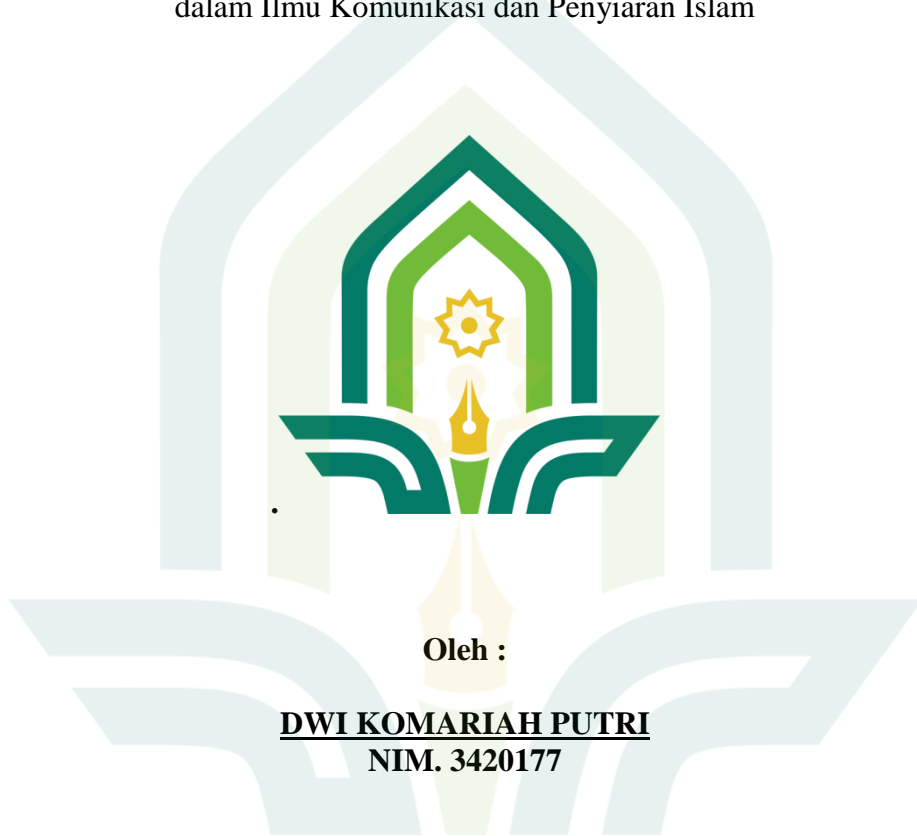 dalam Ilmu Komunikasi dan Penyiaran Islam
.
Oleh :
DWI KOMARIAH PUTRI
NIM. 3420177